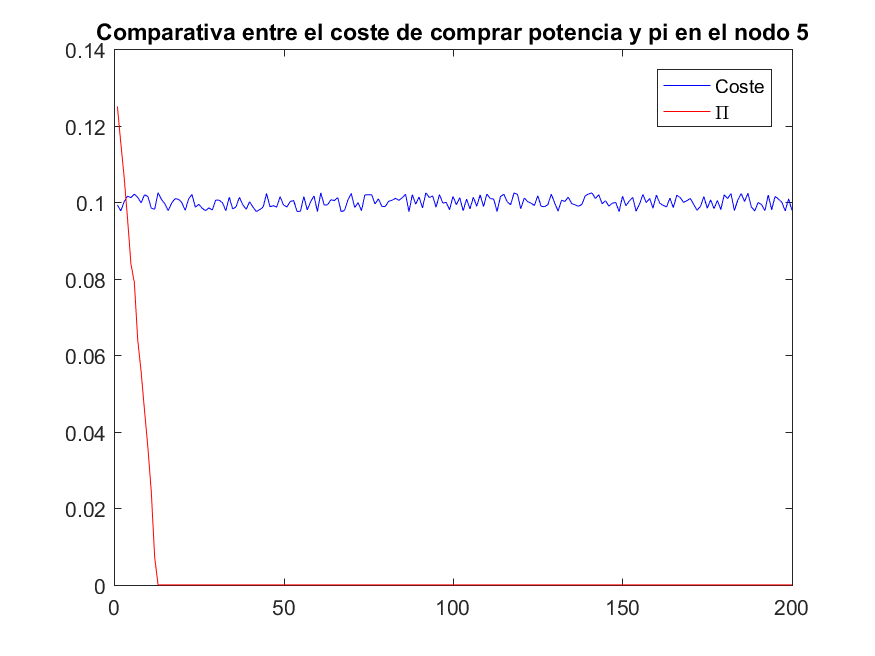 Comparativa entre el coste de comprar potencia y pi en el nodo 5
Coste
Π
0.14
0.12
0.1
0.08
0.06
0.04
0.02
0
0 50 100 150 200